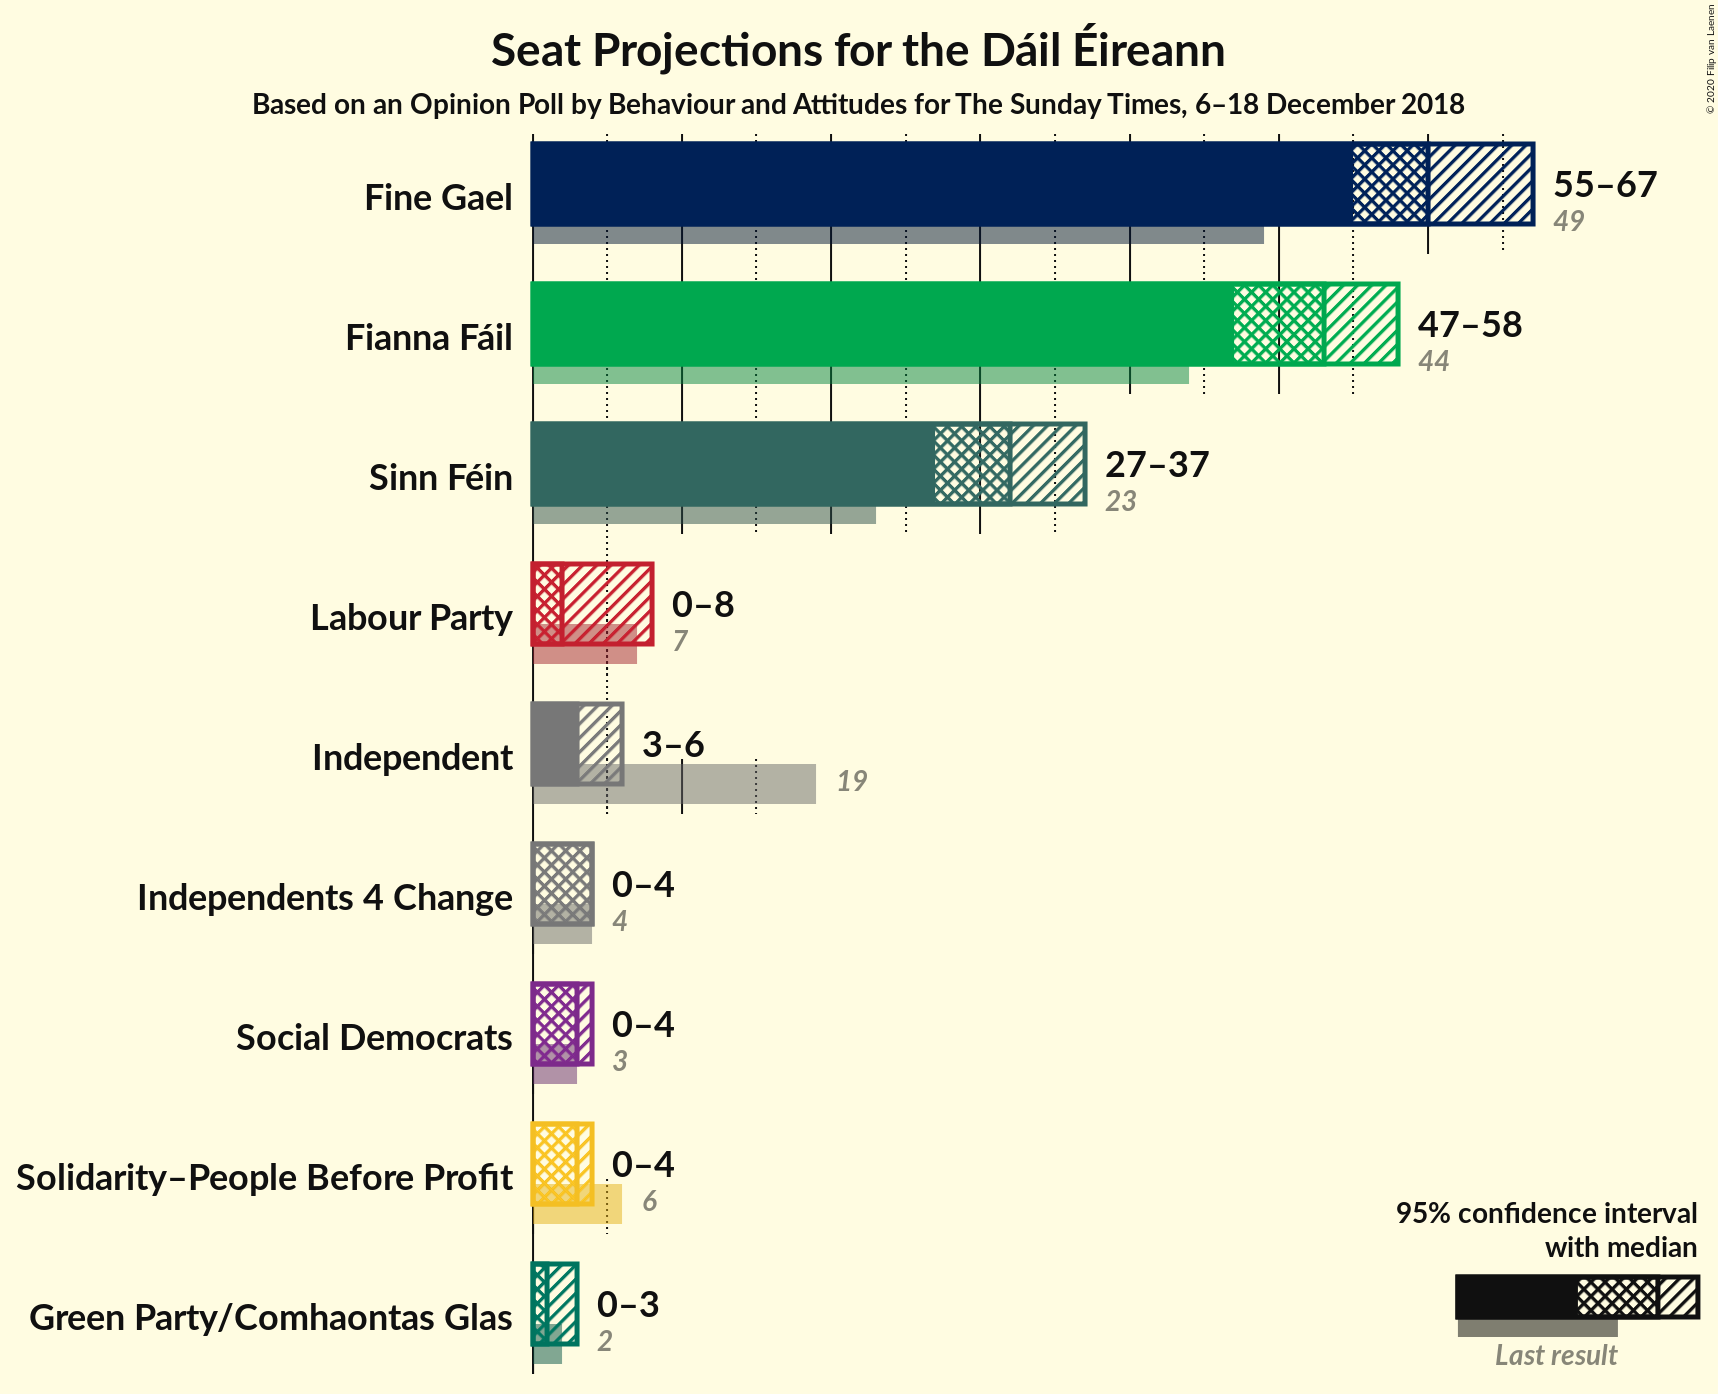 Seat Projections for the Dáil Éireann
Based on an Opinion Poll by Behaviour and Attitudes for The Sunday Times, 6–18 December 2018
© 2020 Filip van Laenen
Fine Gael
55–67
49
Fianna Fáil
47–58
44
Sinn Féin
27–37
23
Labour Party
0–8
7
Independent
3–6
19
Independents 4 Change
0–4
4
Social Democrats
0–4
3
Solidarity–People Before Profit
0–4
6
Green Party/Comhaontas Glas
0–3
2
95% confidence interval
with median
Last result